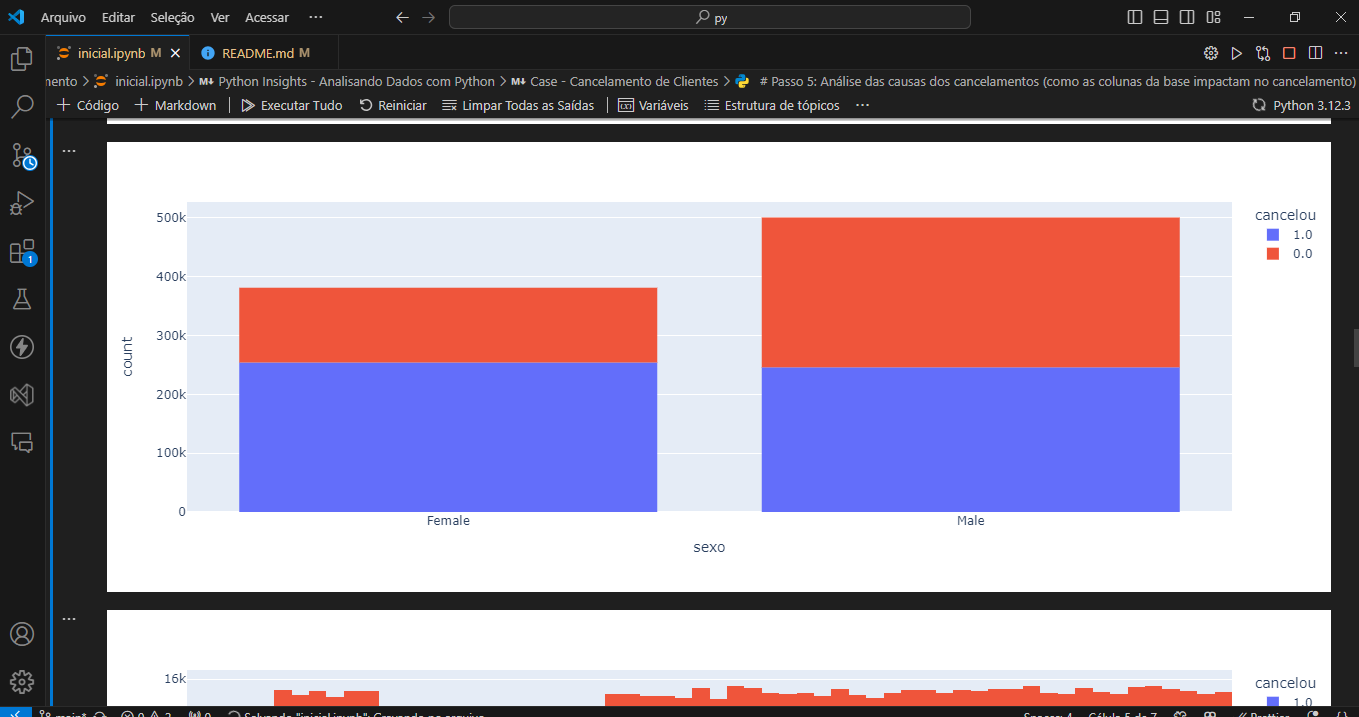 Arquivo Editar Seleção Ver Acessar ··· py
inicial.ipynb M README.md M
mento > inicial.ipynb > M↓ Python Insights - Analisando Dados com Python > M↓ Case - Cancelamento de Clientes > # Passo 5: Análise das causas dos cancelamentos (como as colunas da base impactam no cancelamento)
+ Código + Markdown Executar Tudo Reiniciar Limpar Todas as Saídas Variáveis Estrutura de tópicos ··· Python 3.12.3
1
500k
400k
300k
200k
100k
0
count
Female Male
sexo
cancelou
1.0
0.0
16k
cancelou
1.0
main* 0 2 0 Salvando "inicial.ipynb": Gravando no arquivo Spaces: 4 Célula 5 de 7 Prettier